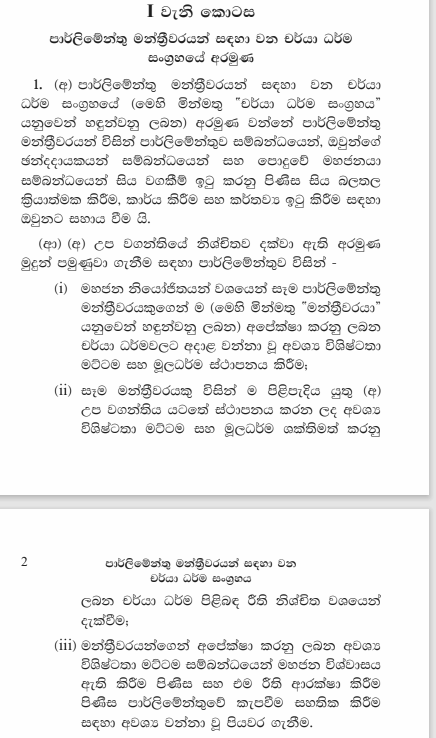 I වැනි කොටස
පාර්ලිමේන්තු මන්ත්‍රීවරයන් සඳහා වන චර්යා ධර්ම
සංග්‍රහයේ අරමුණ
1. (අ) පාර්ලිමේන්තු මන්ත්‍රීවරයන් සඳහා වන චර්යා
ධර්ම සංග්‍රහයේ (මෙහි මින්මතු “චර්යා ධර්ම සංග්‍රහය”
යනුවෙන් හඳුන්වනු ලබන) අරමුණ වන්නේ පාර්ලිමේන්තු
මන්ත්‍රීවරයන් විසින් පාර්ලිමේන්තුව සම්බන්ධයෙන්, ඔවුන්ගේ
ඡන්දදායකයන් සම්බන්ධයෙන් සහ පොදුවේ මහජනයා
සම්බන්ධයෙන් සිය වගකීම් ඉටු කරනු පිණිස සිය බලතල
ක්‍රියාත්මක කිරීම, කාර්ය කිරීම සහ කර්තව්‍ය ඉටු කිරීම සඳහා
ඔවුනට සහාය වීම යි.
(ආ) (අ) උප වගන්තියේ නිශ්චිතව දක්වා ඇති අරමුණ
මුදුන් පමුණුවා ගැනීම සඳහා පාර්ලිමේන්තුව විසින් -
(i) මහජන නියෝජිතයන් වශයෙන් සෑම පාර්ලිමේන්තු
මන්ත්‍රීවරයකුගෙන් ම (මෙහි මින්මතු “මන්ත්‍රීවරයා”
යනුවෙන් හඳුන්වනු ලබන) අපේක්ෂා කරනු ලබන
චර්යා ධර්මවලට අදාළ වන්නා වූ අවශ්‍ය විශිෂ්ටතා
මට්ටම සහ මූලධර්ම ස්ථාපනය කිරීම;
(ii) සෑම මන්ත්‍රීවරයකු විසින් ම පිළිපැදිය යුතු (අ)
උප වගන්තිය යටතේ ස්ථාපනය කරන ලද අවශ්‍ය
විශිෂ්ටතා මට්ටම සහ මූලධර්ම ශක්තිමත් කරනු
2 පාර්ලිමේන්තු මන්ත්‍රීවරයන් සඳහා වන
චර්යා ධර්ම සංග්‍රහය
ලබන චර්යා ධර්ම පිළිබඳ රීති නිශ්චිත වශයෙන්
දැක්වීම;
(iii) මන්ත්‍රීවරයන්ගෙන් අපේක්ෂා කරනු ලබන අවශ්‍ය
විශිෂ්ටතා මට්ටම සම්බන්ධයෙන් මහජන විශ්වාසය
ඇති කිරීම පිණිස සහ එම රීති ආරක්ෂා කිරීම
පිණිස පාර්ලිමේන්තුවේ කැපවීම සහතික කිරීම
සඳහා අවශ්‍ය වන්නා වූ පියවර ගැනීම.